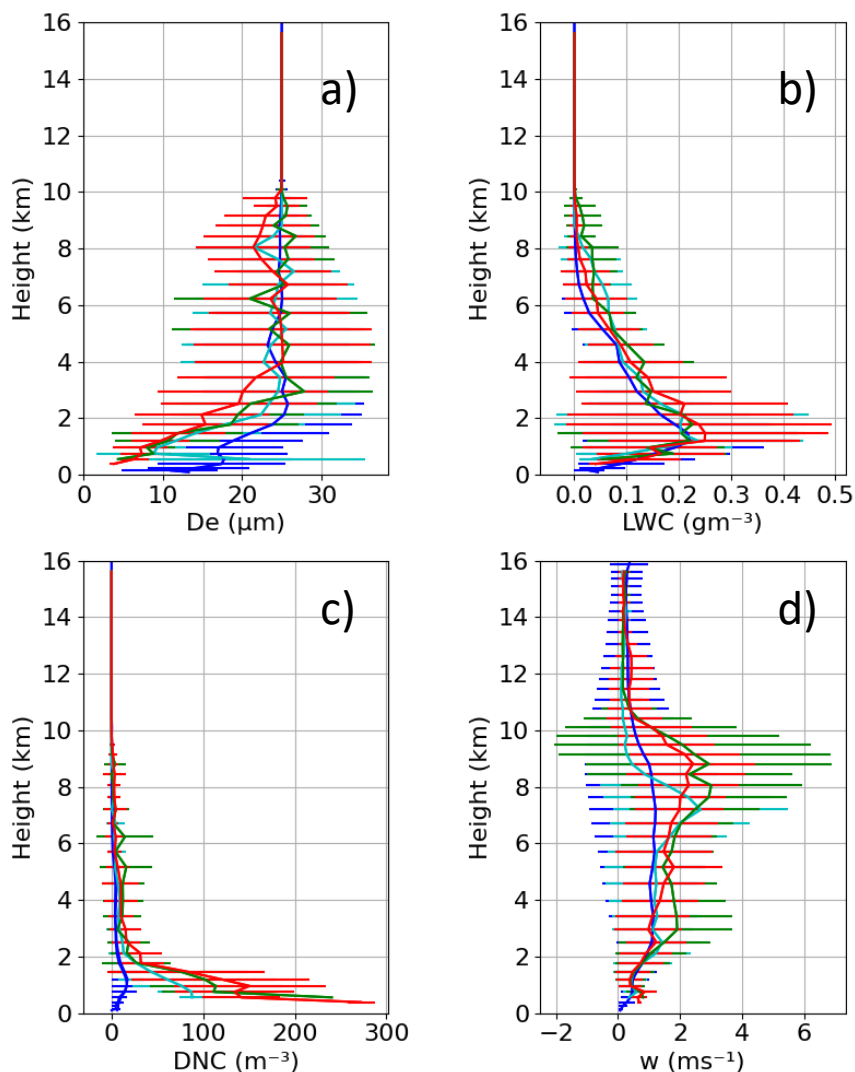 16
14
12
10
8
6
4
2
0
Height (km)
a)
0 10 20 30
De (μm)
16
14
12
10
8
6
4
2
0
Height (km)
b)
0.0 0.1 0.2 0.3 0.4 0.5
LWC (gm⁻³)
16
14
12
10
8
6
4
2
0
Height (km)
c)
0 100 200 300
DNC (m⁻³)
16
14
12
10
8
6
4
2
0
Height (km)
d)
−2 0 2 4 6
w (ms⁻¹)